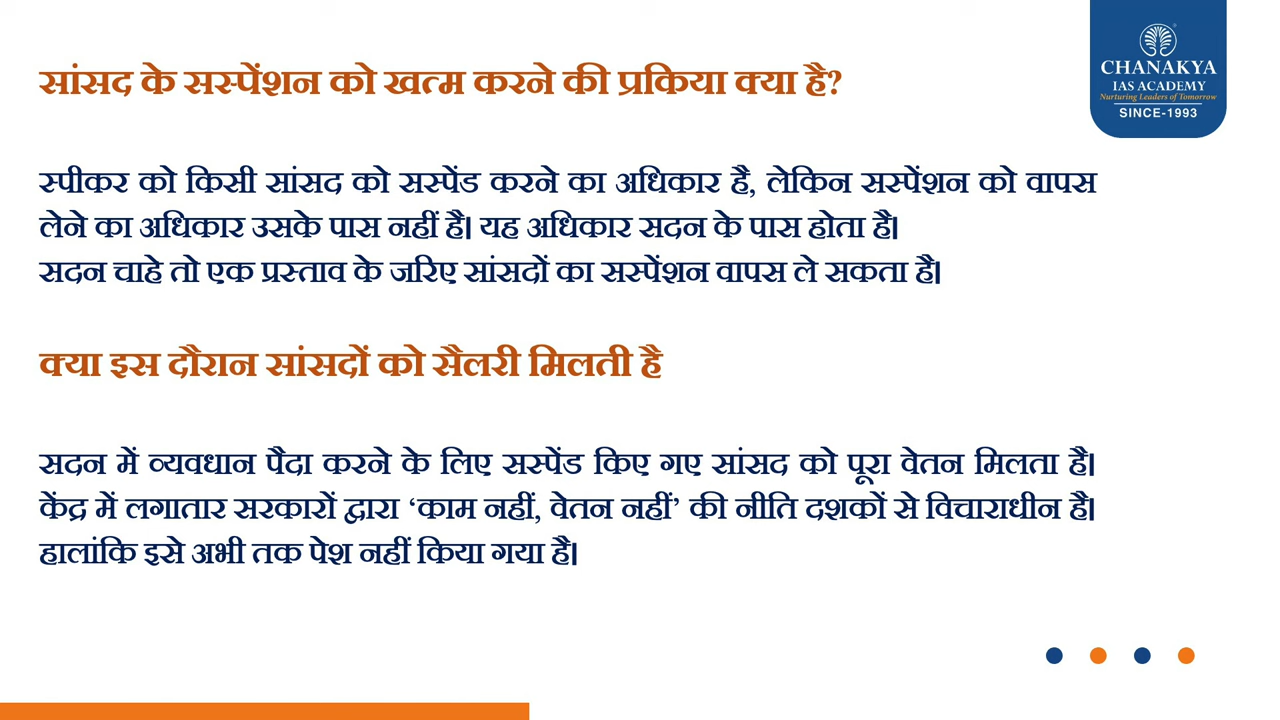 सांसद के सस्पेंशन को खत्म करने की प्रकिया क्या है?
CHANAKYA
IAS ACADEMY
Nurturing Leaders of Tomorrow
SINCE-1993
स्पीकर को किसी सांसद को सस्पेंड करने का अधिकार है, लेकिन सस्पेंशन को वापस
लेने का अधिकार उसके पास नहीं है। यह अधिकार सदन के पास होता है।
सदन चाहे तो एक प्रस्ताव के जरिए सांसदों का सस्पेंशन वापस ले सकता है।
क्या इस दौरान सांसदों को सैलरी मिलती है
सदन में व्यवधान पैदा करने के लिए सस्पेंड किए गए सांसद को पूरा वेतन मिलता है।
केंद्र में लगातार सरकारों द्वारा ‘काम नहीं, वेतन नहीं’ की नीति दशकों से विचाराधीन है।
हालांकि इसे अभी तक पेश नहीं किया गया है।